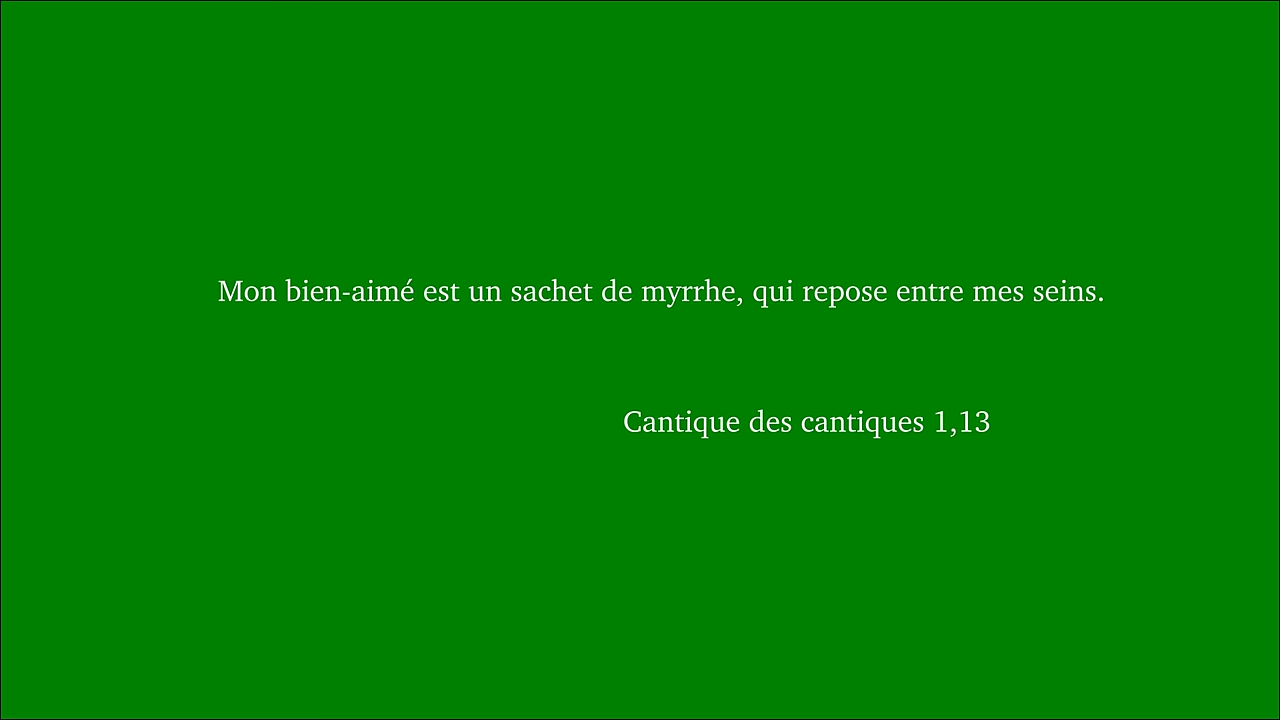 Mon bien-aimé est un sachet de myrrhe, qui repose entre mes seins.
Cantique des cantiques 1,13